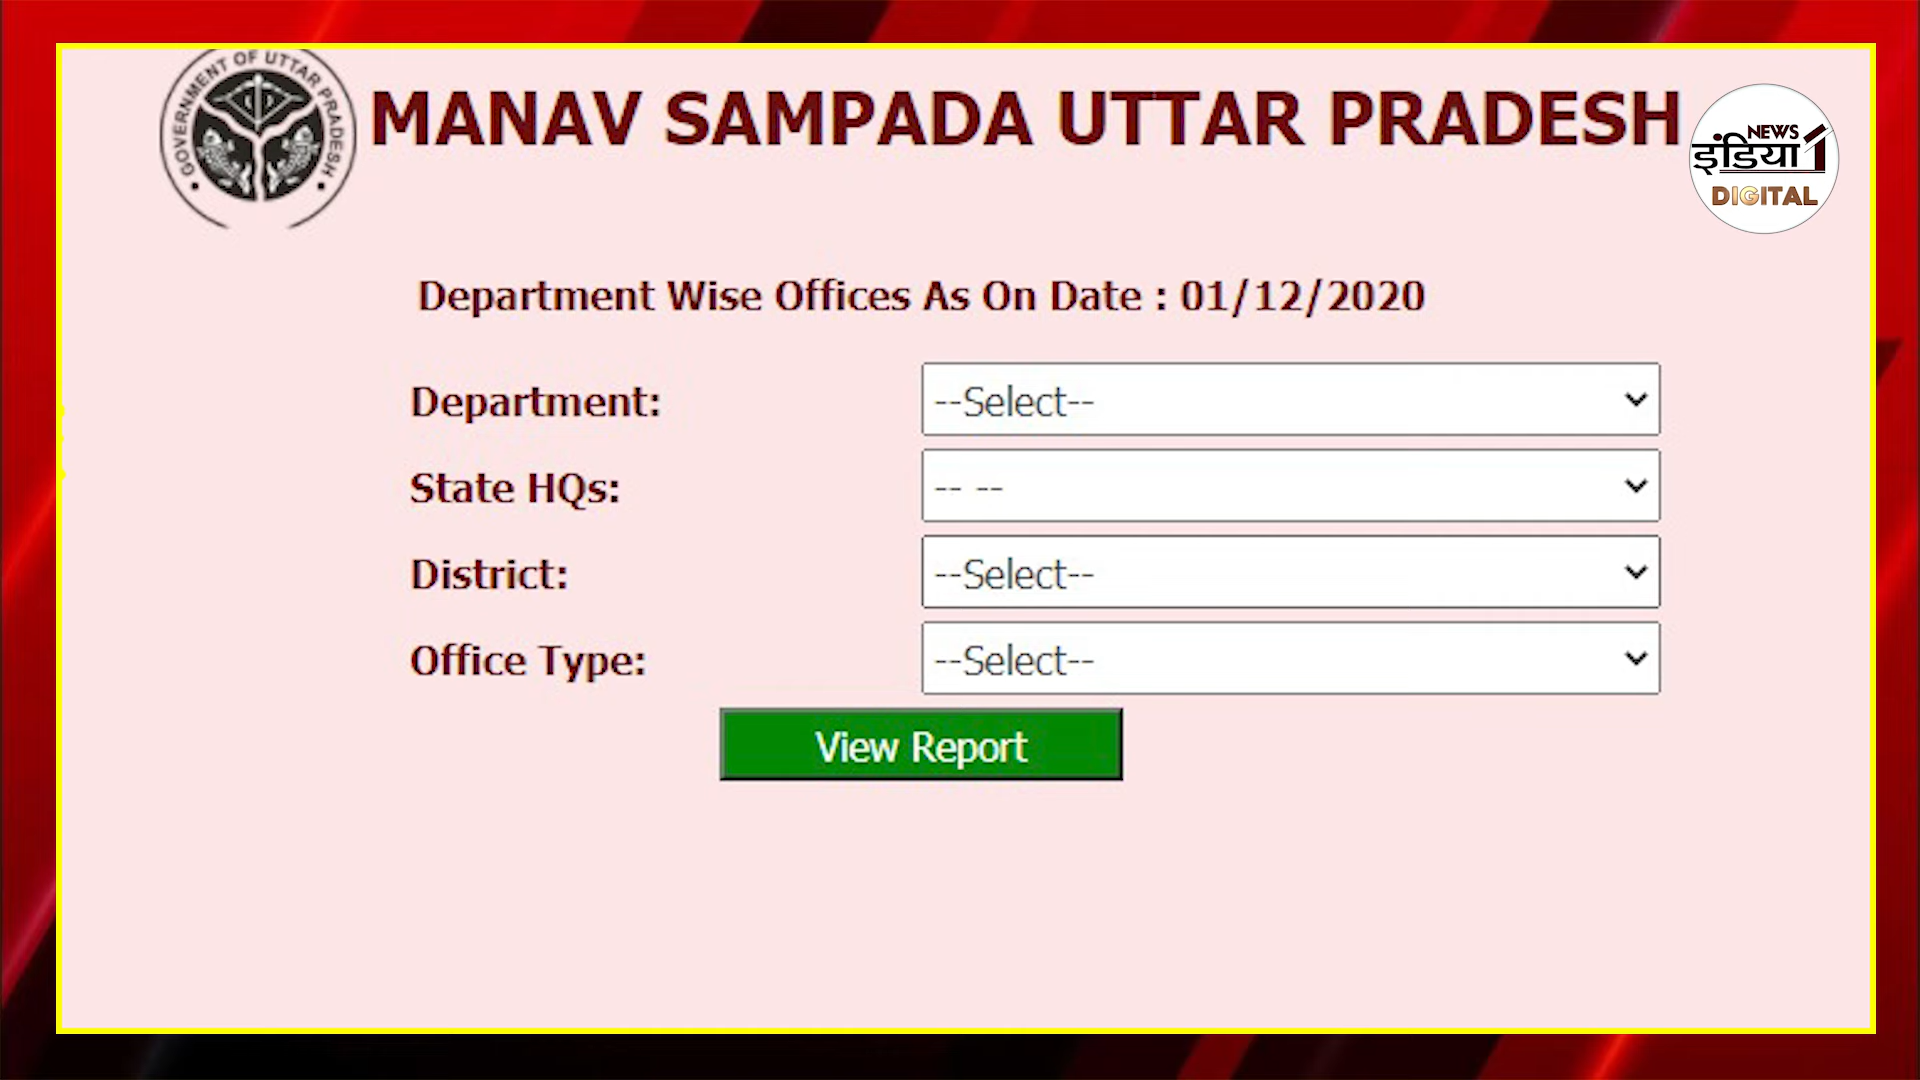 GOVERNMENT OF UTTAR PRADESH
MANAV SAMPADA UTTAR PRADESH
NEWS
इंडिया 1
DIGITAL
Department Wise Offices As On Date : 01/12/2020
Department: --Select--
State HQs: -- --
District: --Select--
Office Type: --Select--
View Report